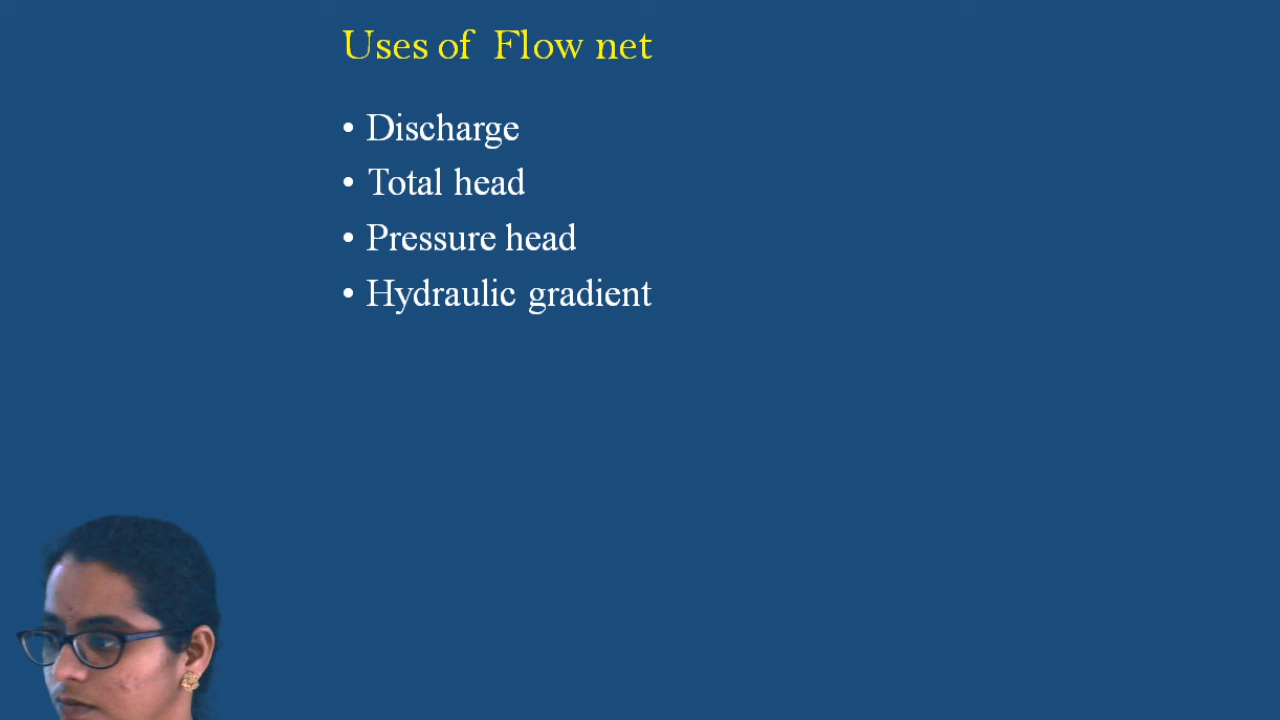 Uses of Flow net
• Discharge
• Total head
• Pressure head
• Hydraulic gradient